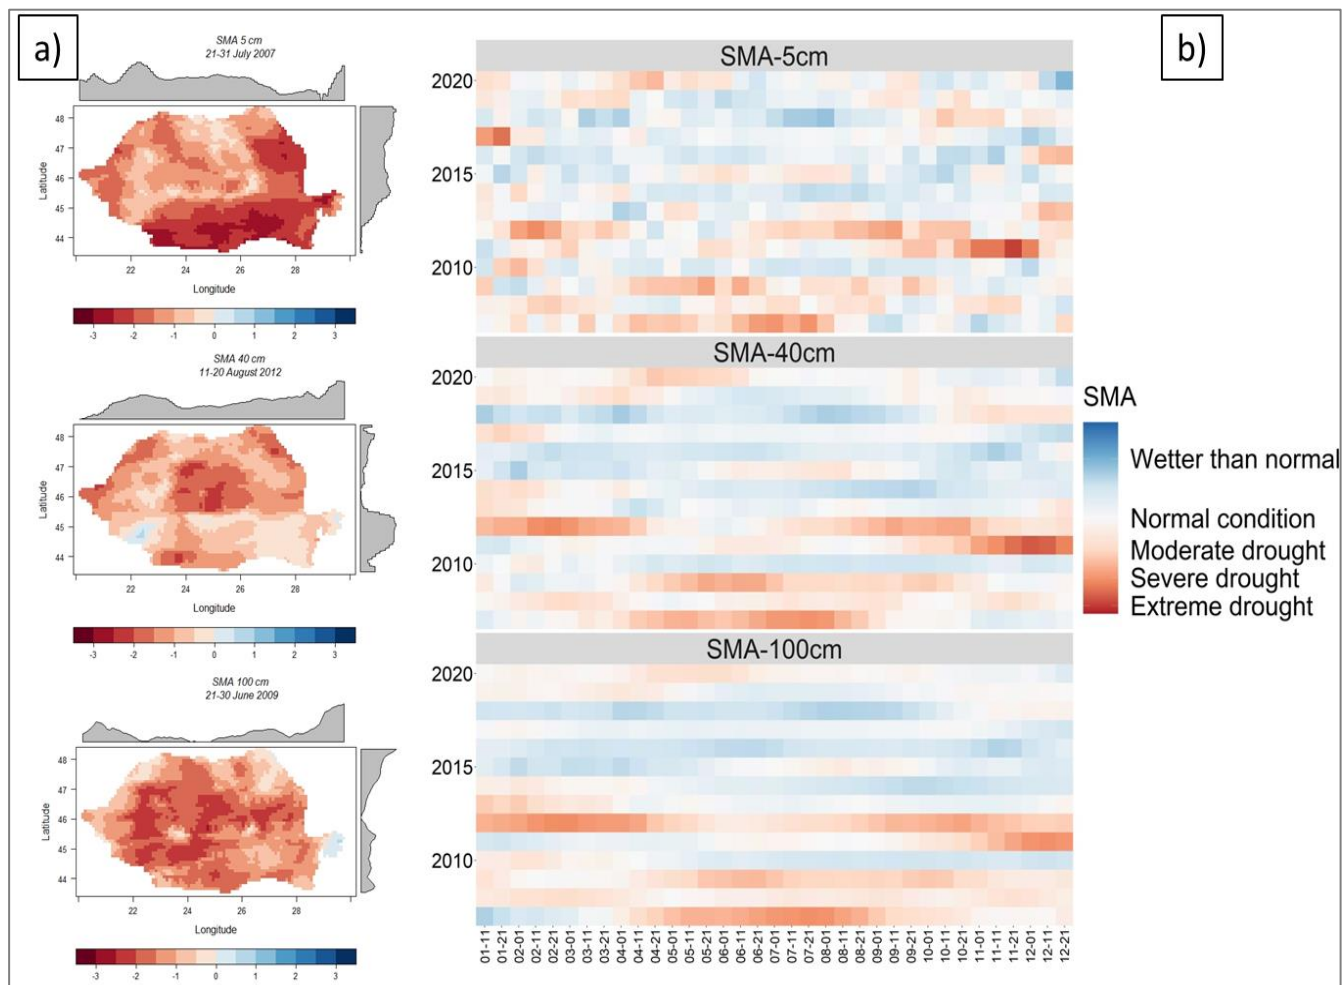 a)
SMA 5 cm
21-31 July 2007
48
47
46
45
44
Latitude
22 24 26 28
Longitude
-3 -2 -1 0 1 2 3
SMA 40 cm
11-20 August 2012
48
47
46
45
44
Latitude
22 24 26 28
Longitude
-3 -2 -1 0 1 2 3
SMA 100 cm
21-30 June 2009
48
47
46
45
44
Latitude
22 24 26 28
Longitude
-3 -2 -1 0 1 2 3
b)
SMA-5cm
2020
2015
2010
SMA-40cm
2020
2015
2010
SMA-100cm
2020
2015
2010
01-11 01-21 02-01 02-11 03-01 03-11 03-21 04-01 04-11 04-21 05-01 05-11 05-21 06-01 06-11 06-21 07-01 07-11 07-21 08-01 08-11 08-21 09-01 09-11 09-21 10-01 10-11 10-21 11-01 11-11 11-21 12-01 12-11 12-21
SMA
Wetter than normal
Normal condition
Moderate drought
Severe drought
Extreme drought